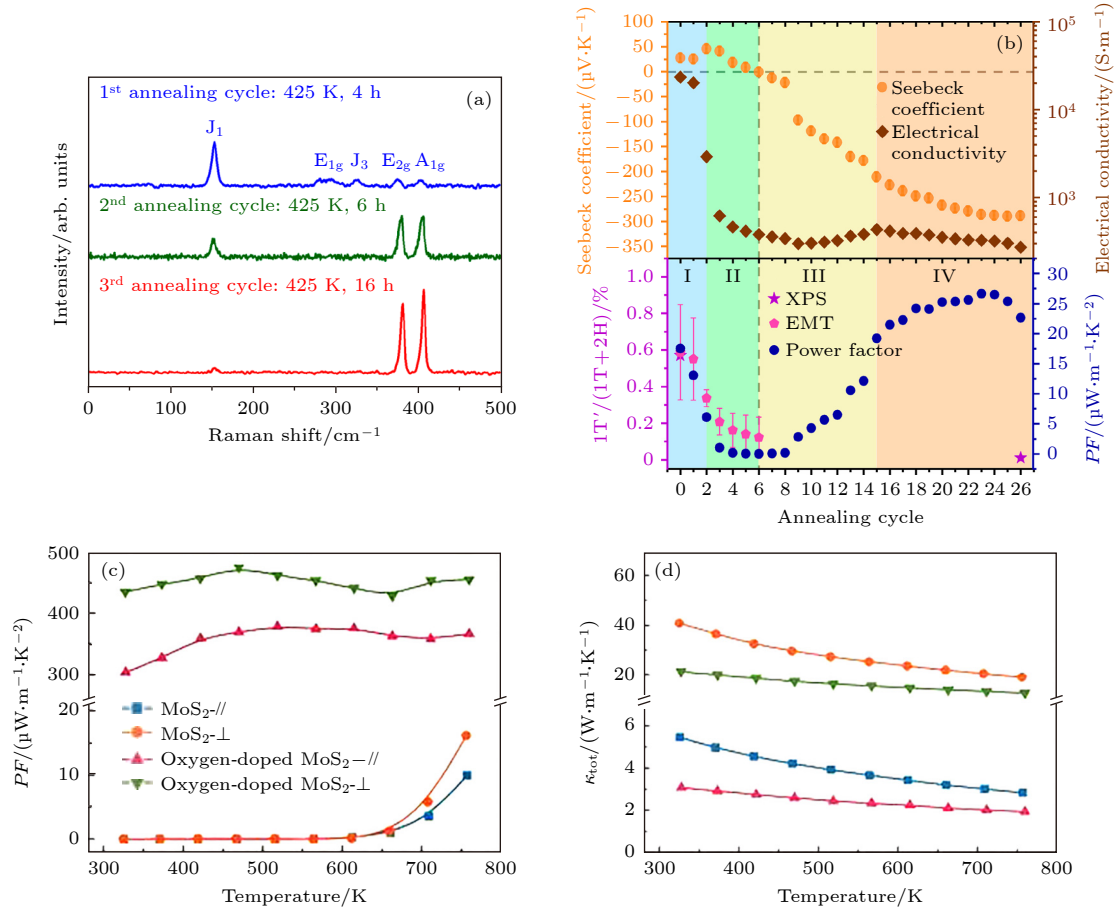 (a)
1st annealing cycle: 425 K, 4 h
J1
E1g J3 E2g A1g
2nd annealing cycle: 425 K, 6 h
3rd annealing cycle: 425 K, 16 h
Intensity/arb. units
0 100 200 300 400 500
Raman shift/cm−1
(b)
100
50
0
−50
−100
−150
−200
−250
−300
−350
Seebeck coefficient/(μV·K−1)
105
104
103
Electrical conductivity/(S·m−1)
Seebeck
coefficient
Electrical
conductivity
I II III IV
1.0
0.8
0.6
0.4
0.2
0
1T′/(1T+2H)/%
XPS
EMT
Power factor
30
25
20
15
10
5
0
PF/(μW·m−1·K−2)
0 2 4 6 8 10 12 14 16 18 20 22 24 26
Annealing cycle
(c)
500
400
300
20
10
0
PF/(μW·m−1·K−2)
MoS2-//
MoS2-⊥
Oxygen-doped MoS2−//
Oxygen-doped MoS2-⊥
300 400 500 600 700 800
Temperature/K
(d)
60
40
20
6
4
2
0
κtot/(W·m−1·K−1)
300 400 500 600 700 800
Temperature/K